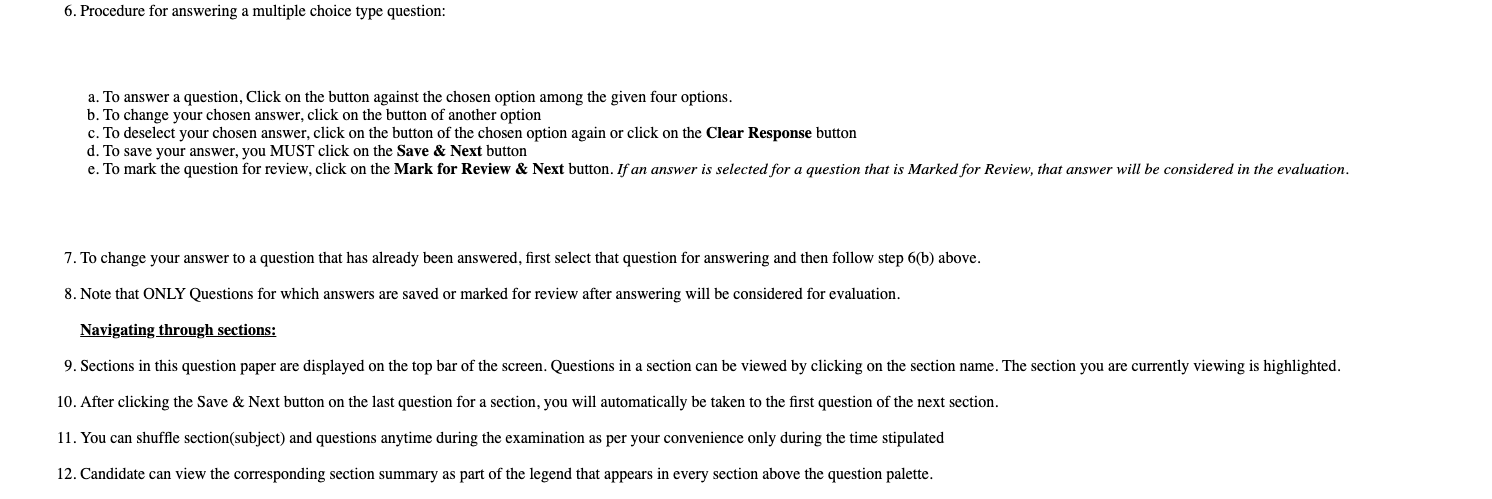 6. Procedure for answering a multiple choice type question:
a. To answer a question, Click on the button against the chosen option among the given four options.
b. To change your chosen answer, click on the button of another option
c. To deselect your chosen answer, click on the button of the chosen option again or click on the Clear Response button
d. To save your answer, you MUST click on the Save & Next button
e. To mark the question for review, click on the Mark for Review & Next button. If an answer is selected for a question that is Marked for Review, that answer will be considered in the evaluation.
7. To change your answer to a question that has already been answered, first select that question for answering and then follow step 6(b) above.
8. Note that ONLY Questions for which answers are saved or marked for review after answering will be considered for evaluation.
Navigating through sections:
9. Sections in this question paper are displayed on the top bar of the screen. Questions in a section can be viewed by clicking on the section name. The section you are currently viewing is highlighted.
10. After clicking the Save & Next button on the last question for a section, you will automatically be taken to the first question of the next section.
11. You can shuffle section(subject) and questions anytime during the examination as per your convenience only during the time stipulated
12. Candidate can view the corresponding section summary as part of the legend that appears in every section above the question palette.